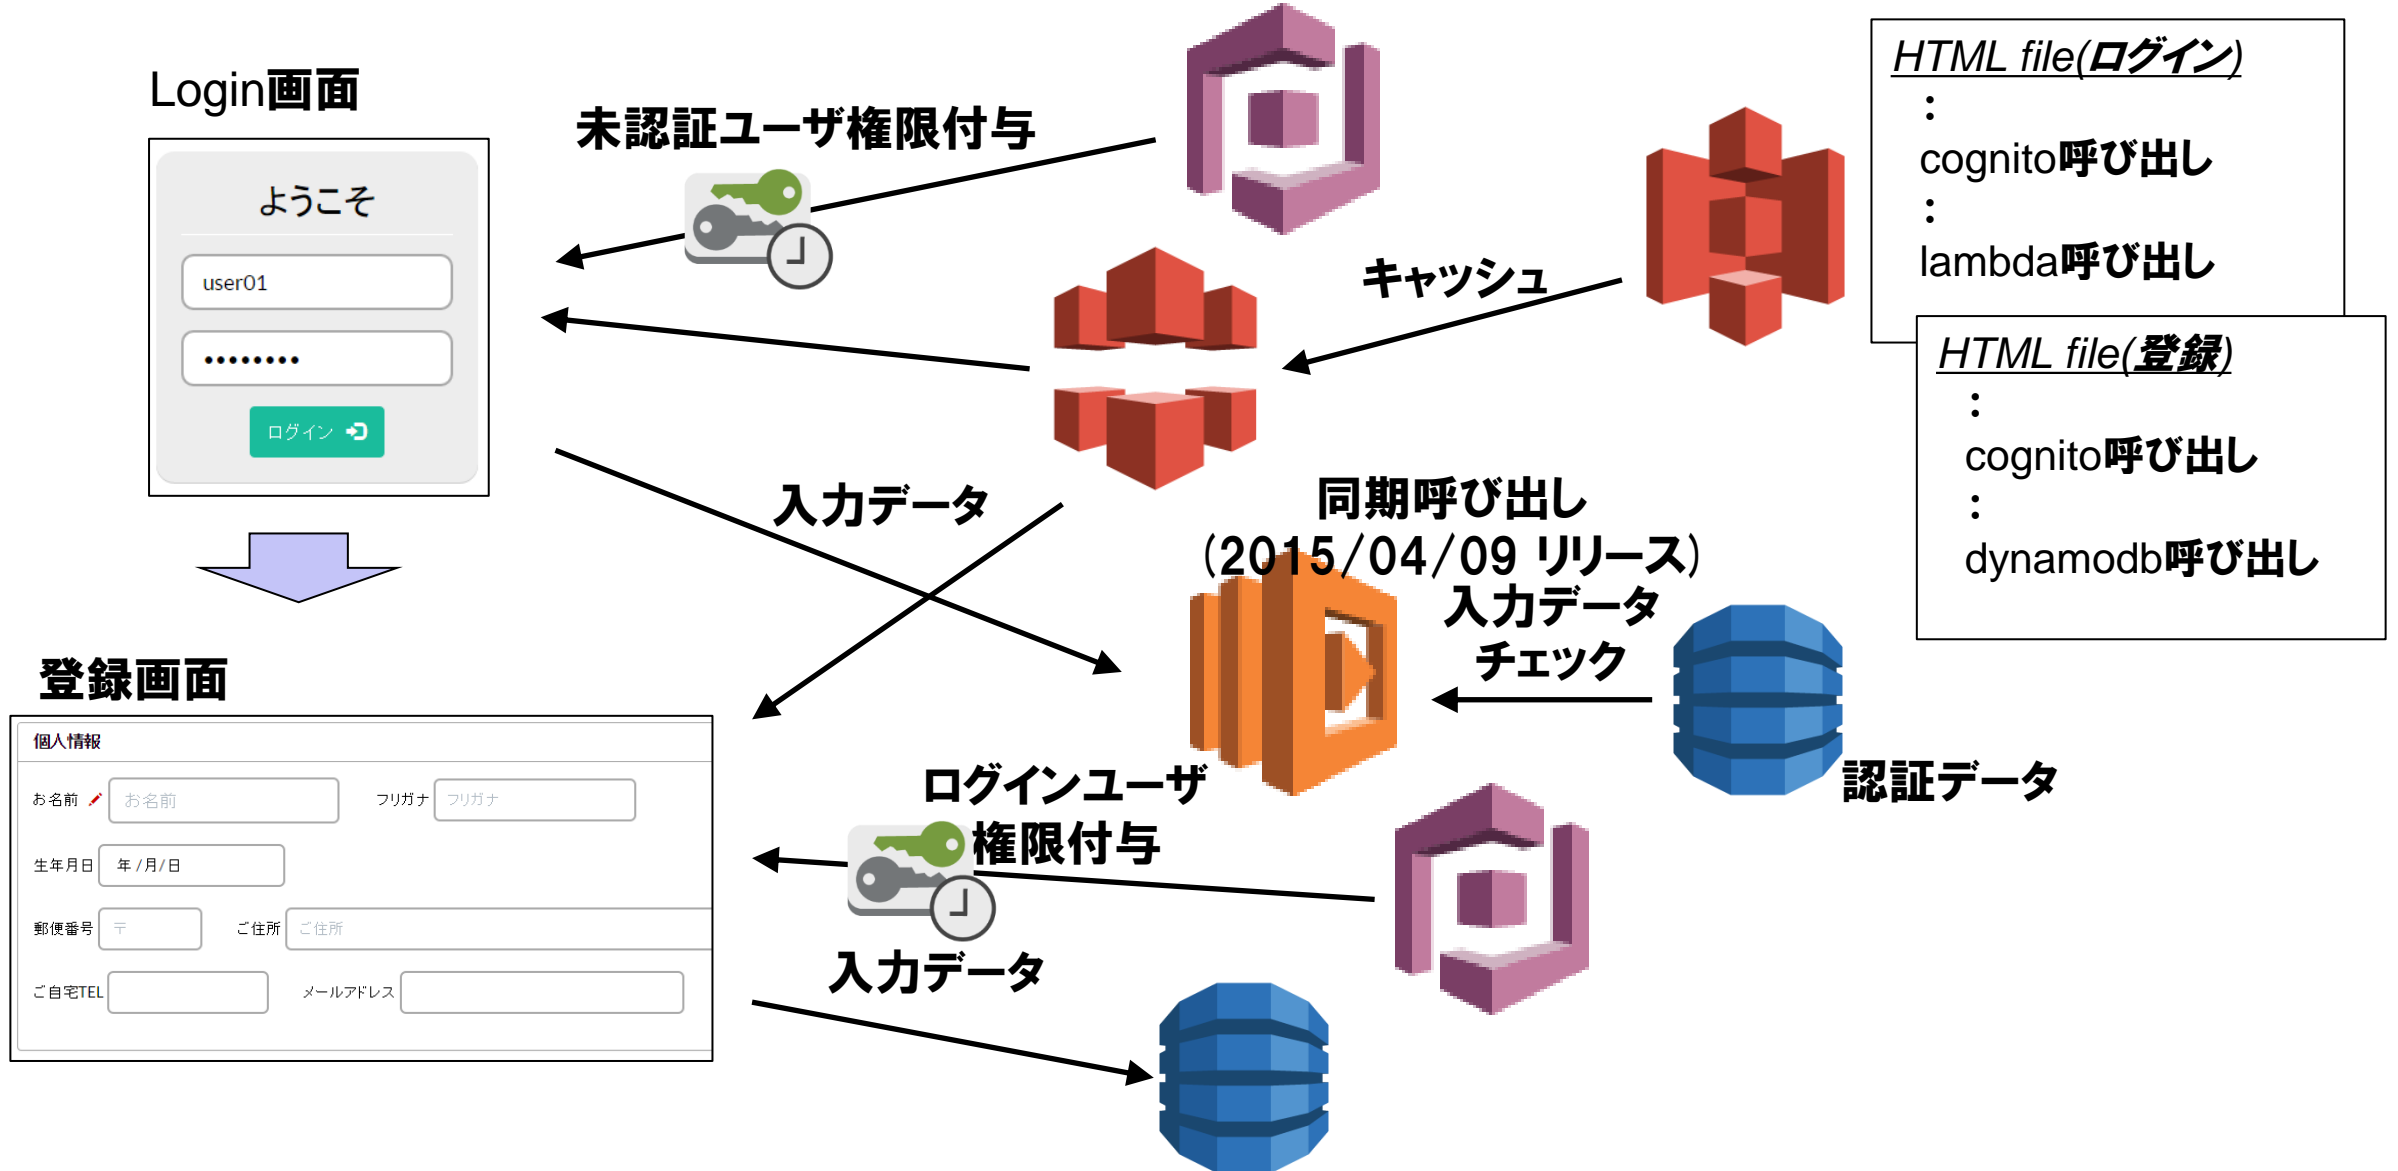 Login画面
ようこそ
user01
••••••••
ログイン
未認証ユーザ権限付与
キャッシュ
HTML file(ログイン)
:
cognito呼び出し
:
lambda呼び出し
HTML file(登録)
:
cognito呼び出し
:
dynamodb呼び出し
入力データ
同期呼び出し
(2015/04/09 リリース)
入力データ
チェック
認証データ
登録画面
個人情報
お名前 お名前 フリガナ フリガナ
生年月日 年 /月/日
郵便番号 〒 ご住所 ご住所
ご自宅TEL メールアドレス
ログインユーザ
権限付与
入力データ